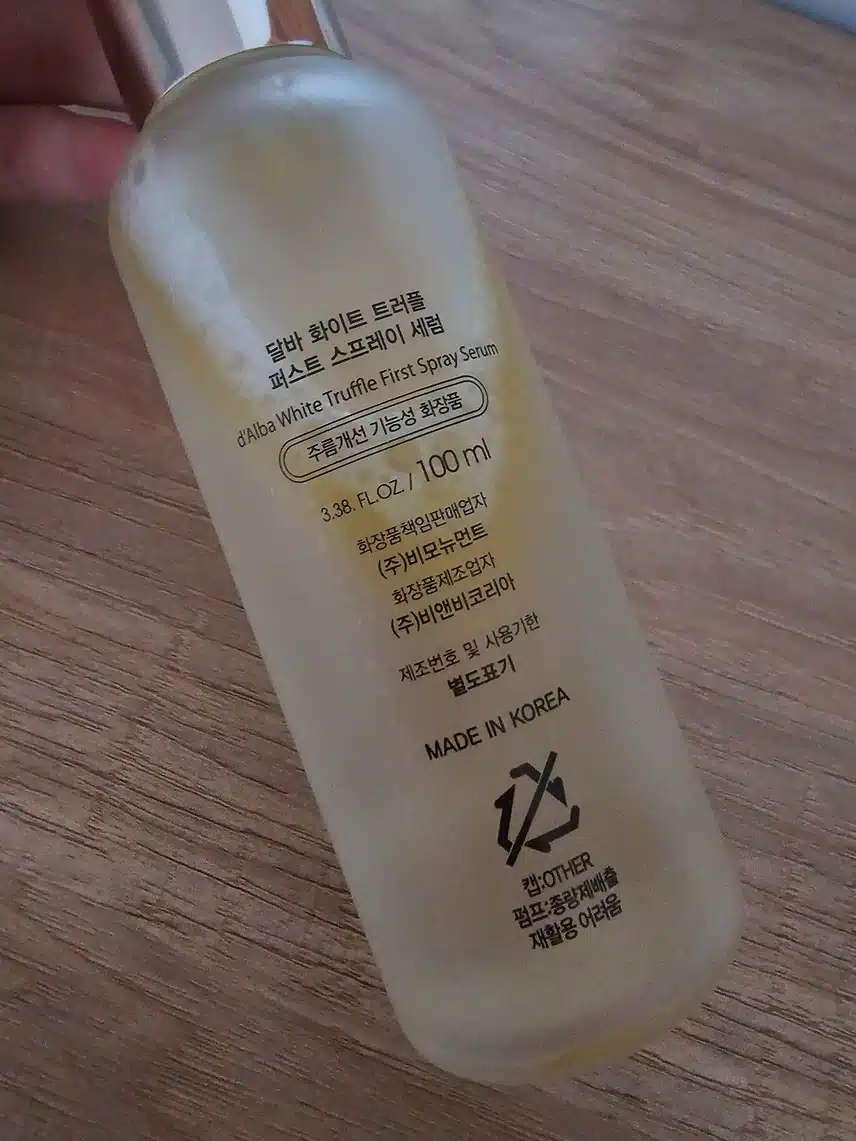 달바 화이트 트러플
퍼스트 스프레이 세럼
d'Alba White Truffle First Spray Serum
주름개선 기능성 화장품
3.38. FL.OZ. / 100 ml
화장품책임판매업자
(주)비모뉴먼트
화장품제조업자
(주)비앤비코리아
제조번호 및 사용기한
별도표기
MADE IN KOREA
캡:OTHER
펌프:종량제배출
재활용 어려움